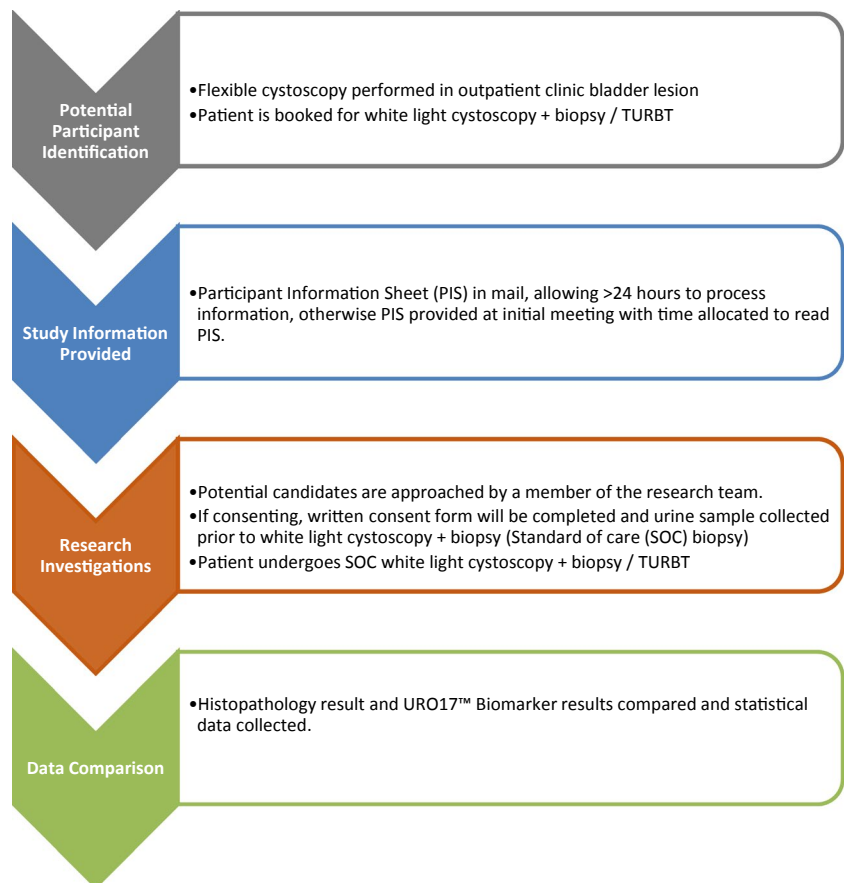 Potential
Participant
Identification
•Flexible cystoscopy performed in outpatient clinic bladder lesion
•Patient is booked for white light cystoscopy + biopsy / TURBT
Study Information
Provided
•Participant Information Sheet (PIS) in mail, allowing >24 hours to process
information, otherwise PIS provided at initial meeting with time allocated to read
PIS.
Research
Investigations
•Potential candidates are approached by a member of the research team.
•If consenting, written consent form will be completed and urine sample collected
prior to white light cystoscopy + biopsy (Standard of care (SOC) biopsy)
•Patient undergoes SOC white light cystoscopy + biopsy / TURBT
Data Comparison
•Histopathology result and URO17™ Biomarker results compared and statistical
data collected.